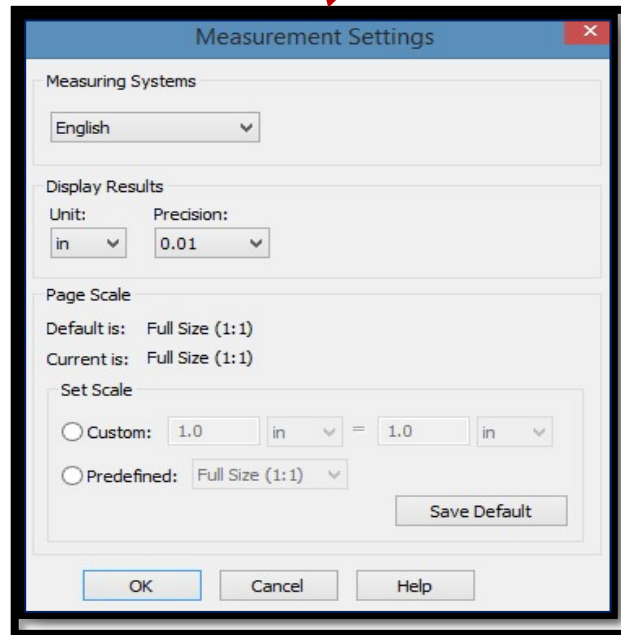 Measurement Settings
Measuring Systems
English
Display Results
Unit: Precision:
in 0.01
Page Scale
Default is: Full Size (1:1)
Current is: Full Size (1:1)
Set Scale
Custom: 1.0 in = 1.0 in
Predefined: Full Size (1:1)
Save Default
OK Cancel Help